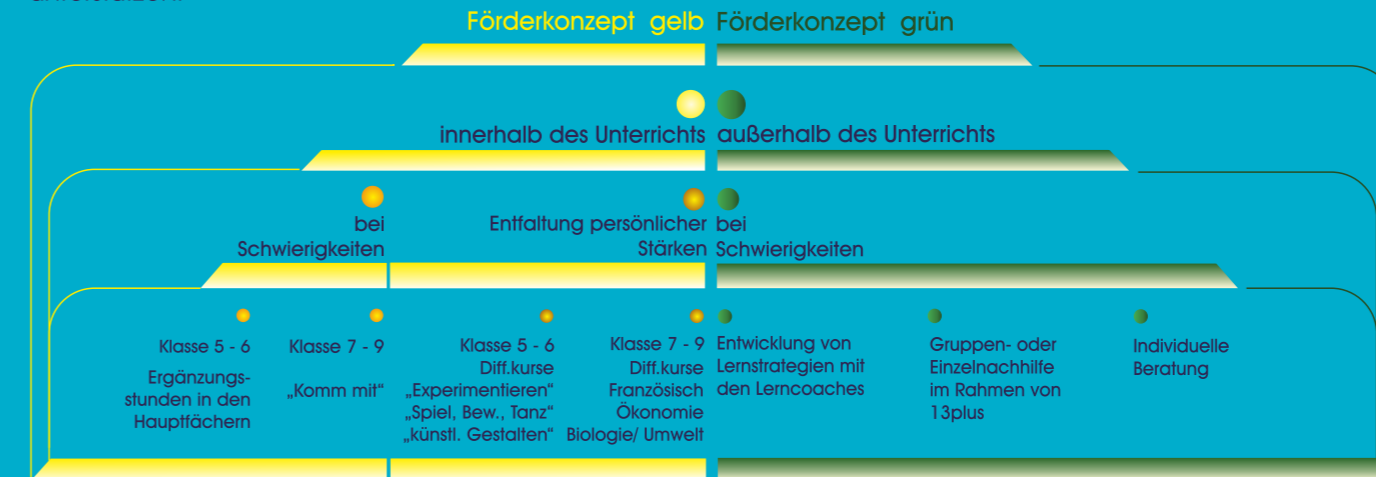 Förderkonzept gelb Förderkonzept grün
innerhalb des Unterrichts
außerhalb des Unterrichts
bei
Schwierigkeiten
Entfaltung persönlicher
Stärken
bei
Schwierigkeiten
Klasse 5 - 6
Ergänzungs-
stunden in den
Hauptfächern
Klasse 7 - 9
„Komm mit“
Klasse 5 - 6
Diff.kurse
„Experimentieren“
„Spiel, Bew., Tanz“
„künstl. Gestalten“
Klasse 7 - 9
Diff.kurse
Französisch
Ökonomie
Biologie/ Umwelt
Entwicklung von
Lernstrategien mit
den Lerncoaches
Gruppen- oder
Einzelnachhilfe
im Rahmen von
13plus
Individuelle
Beratung